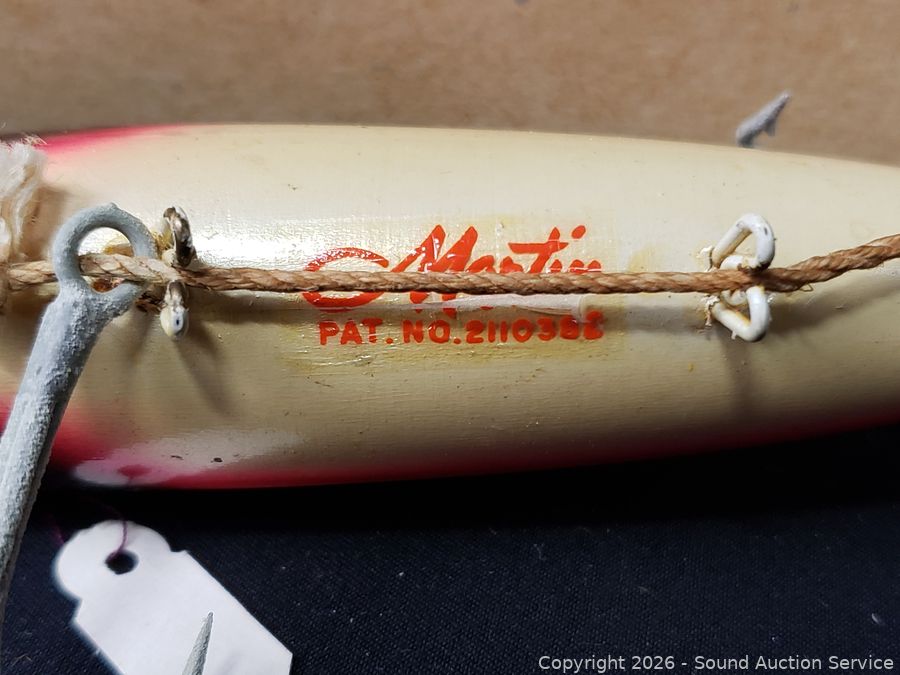 Martin
PAT. NO. 2110382
Copyright 2026 - Sound Auction Service